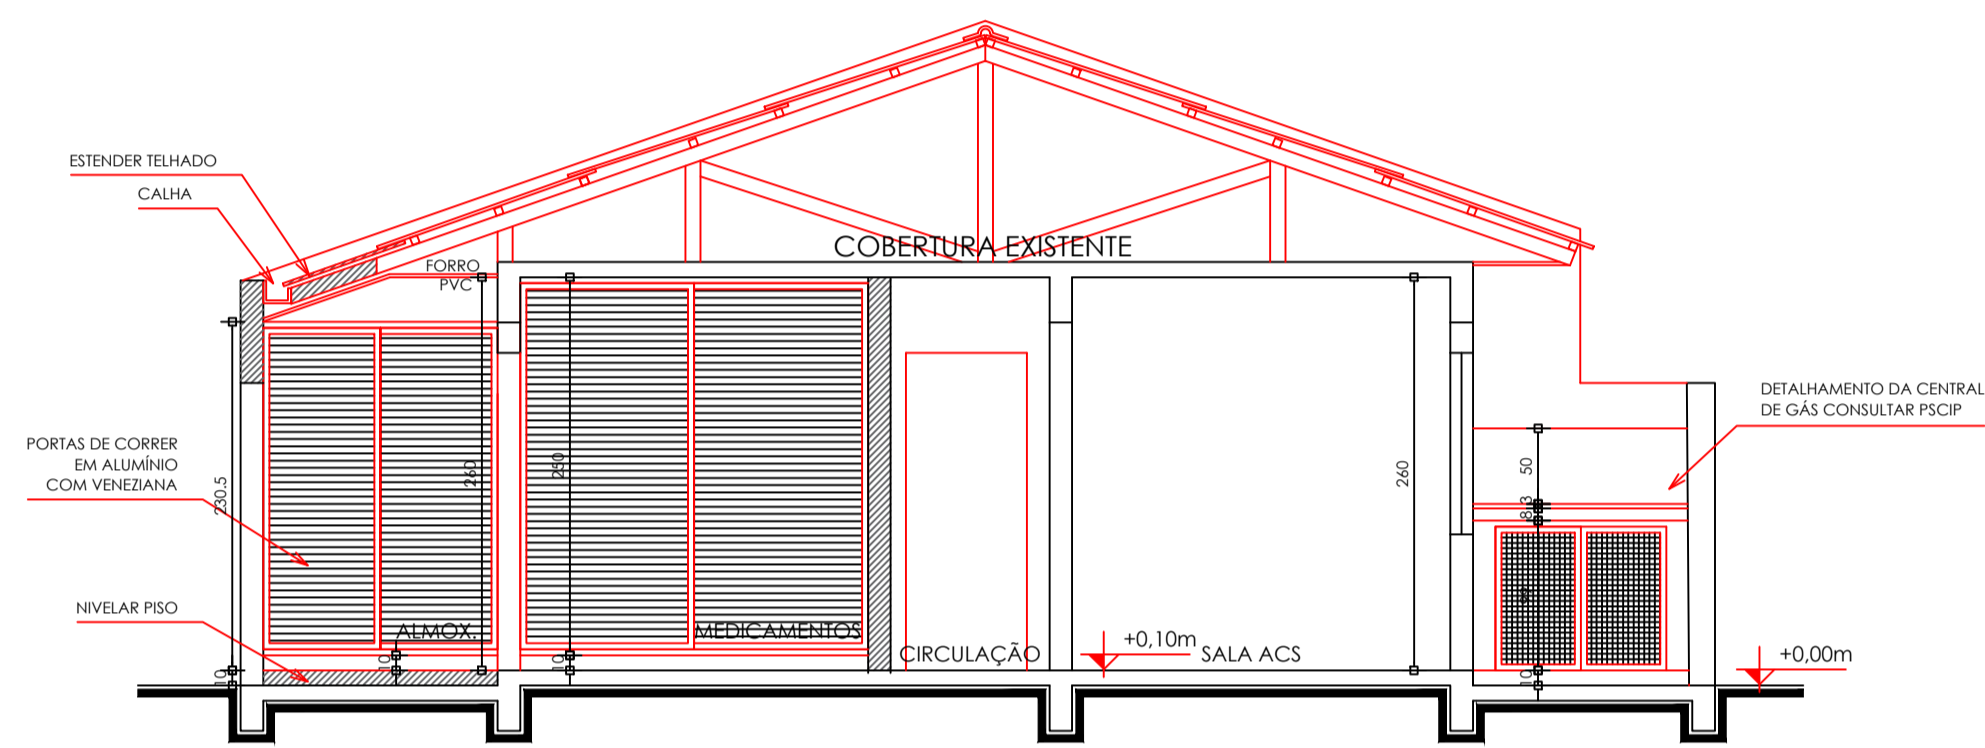 ESTENDER TELHADO
CALHA
COBERTURA EXISTENTE
FORRO
PVC
DETALHAMENTO DA CENTRAL
DE GÁS CONSULTAR PSCIP
PORTAS DE CORRER
EM ALUMÍNIO
COM VENEZIANA
230.5
260
250
260
50
3
8
NIVELAR PISO
ALMOX.
MEDICAMENTOS
CIRCULAÇÃO
+0,10m
SALA ACS
+0,00m
10
10
10
10